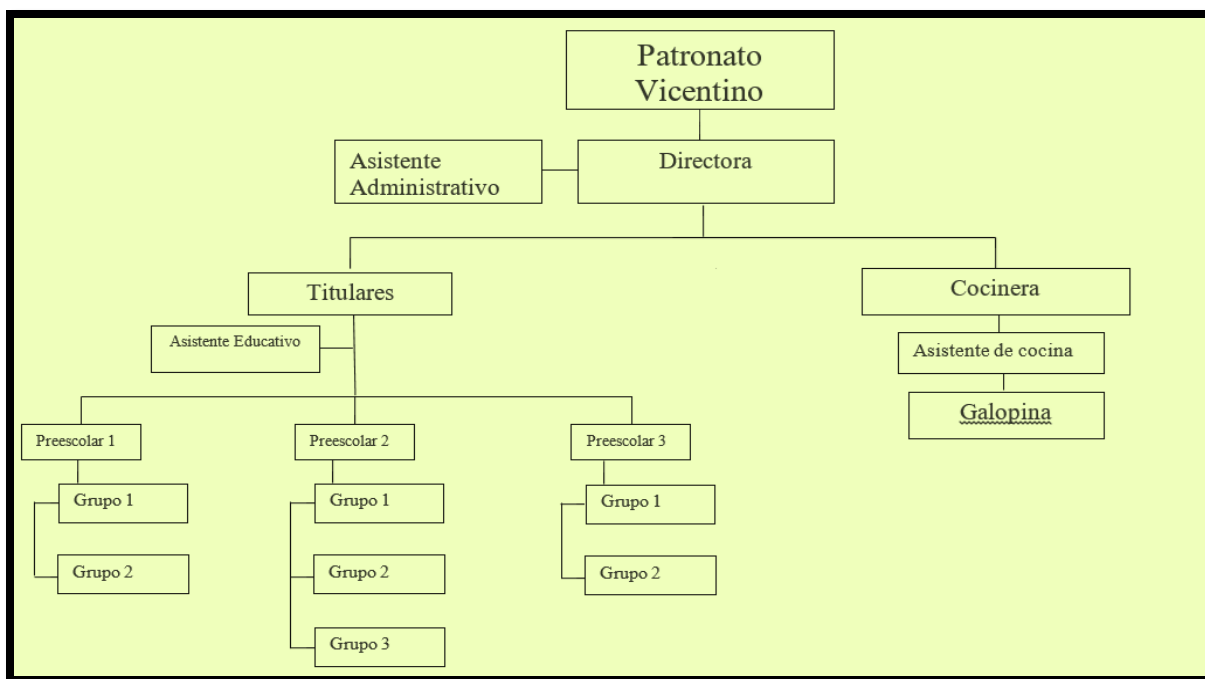 Patronato
Vicentino
Asistente
Administrativo
Directora
Titulares
Cocinera
Asistente Educativo
Asistente de cocina
Galopina
Preescolar 1
Preescolar 2
Preescolar 3
Grupo 1
Grupo 1
Grupo 1
Grupo 2
Grupo 2
Grupo 2
Grupo 3